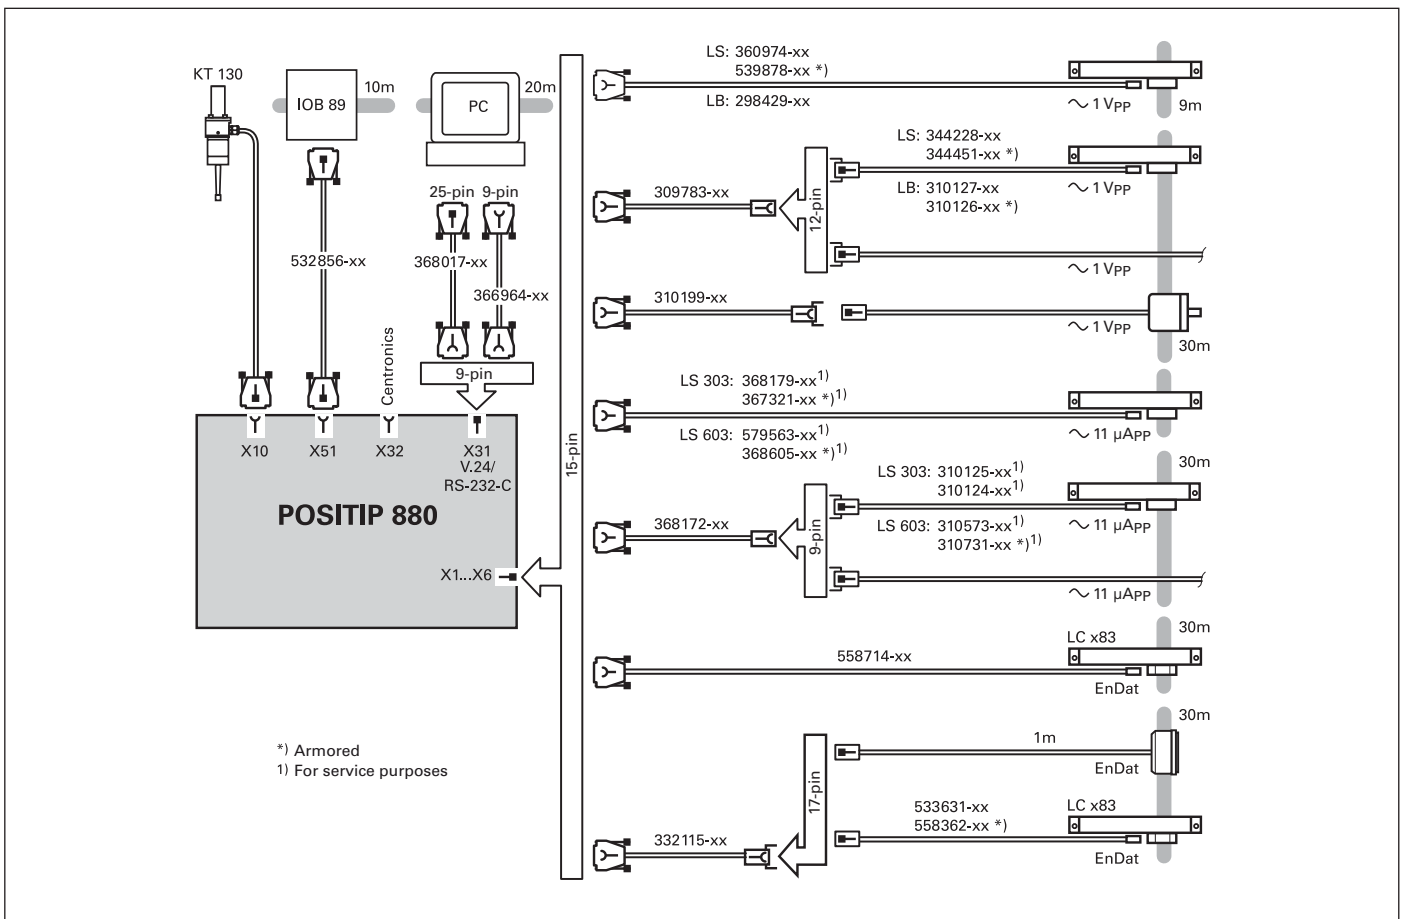 KT 130
IOB 89
10m
PC
20m
25-pin 9-pin
532856-xx
368017-xx
366964-xx
Centronics
9-pin
X10
X51
X32
X31
V.24/
RS-232-C
POSITIP 880
X1...X6
*) Armored
1) For service purposes
15-pin
LS: 360974-xx
539878-xx *)
LB: 298429-xx
~ 1 VPP
9m
309783-xx
12-pin
LS: 344228-xx
344451-xx *)
LB: 310127-xx
310126-xx *)
~ 1 VPP
~ 1 VPP
310199-xx
~ 1 VPP
30m
LS 303: 368179-xx1)
367321-xx *)1)
LS 603: 579563-xx1)
368605-xx *)1)
~ 11 µAPP
30m
368172-xx
9-pin
LS 303: 310125-xx1)
310124-xx1)
LS 603: 310573-xx1)
310731-xx *)1)
~ 11 µAPP
~ 11 µAPP
30m
LC x83
558714-xx
EnDat
30m
1m
EnDat
17-pin
332115-xx
533631-xx
558362-xx *)
LC x83
EnDat